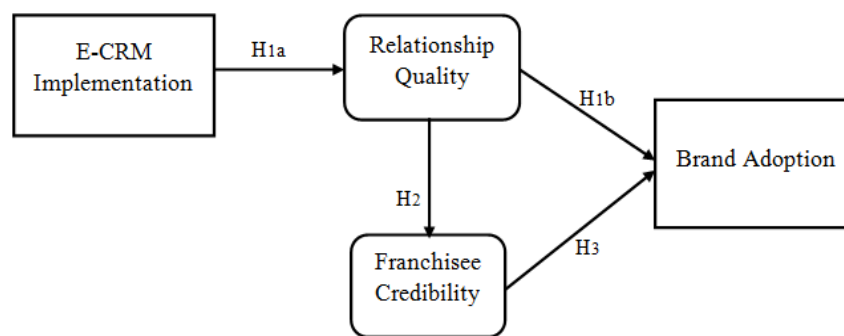 E-CRM
Implementation
H1a
Relationship
Quality
H1b
Brand Adoption
H2
Franchisee
Credibility
H3